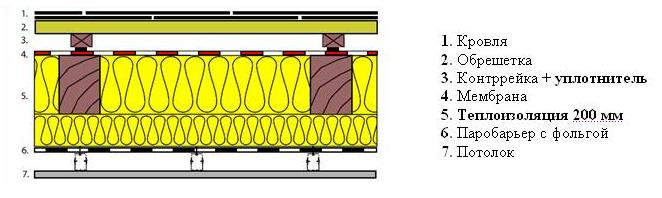 1.
2.
3.
4.
5.
6.
7.
1. Кровля
2. Обрешетка
3. Контррейка + уплотнитель
4. Мембрана
5. Теплоизоляция 200 мм
6. Паробарьер с фольгой
7. Потолок